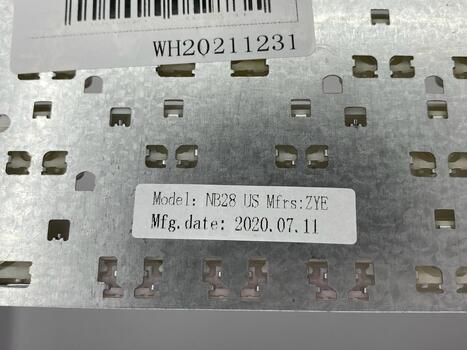 WH20211231
Model: NB28 US Mfrs:ZYE
Mfg.date: 2020.07.11